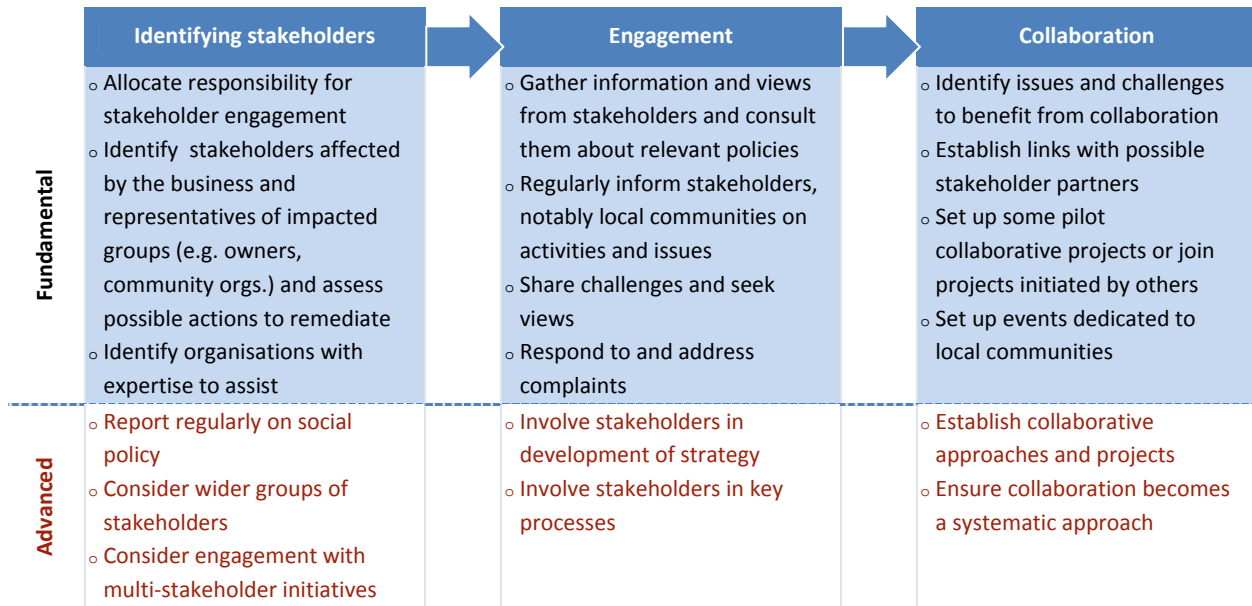 Identifying stakeholders
Engagement
Collaboration
Fundamental
○ Allocate responsibility for
stakeholder engagement
○ Identify stakeholders affected
by the business and
representatives of impacted
groups (e.g. owners,
community orgs.) and assess
possible actions to remediate
○ Identify organisations with
expertise to assist
○ Gather information and views
from stakeholders and consult
them about relevant policies
○ Regularly inform stakeholders,
notably local communities on
activities and issues
○ Share challenges and seek
views
○ Respond to and address
complaints
○ Identify issues and challenges
to benefit from collaboration
○ Establish links with possible
stakeholder partners
○ Set up some pilot
collaborative projects or join
projects initiated by others
○ Set up events dedicated to
local communities
Advanced
○ Report regularly on social
policy
○ Consider wider groups of
stakeholders
○ Consider engagement with
multi-stakeholder initiatives
○ Involve stakeholders in
development of strategy
○ Involve stakeholders in key
processes
○ Establish collaborative
approaches and projects
○ Ensure collaboration becomes
a systematic approach